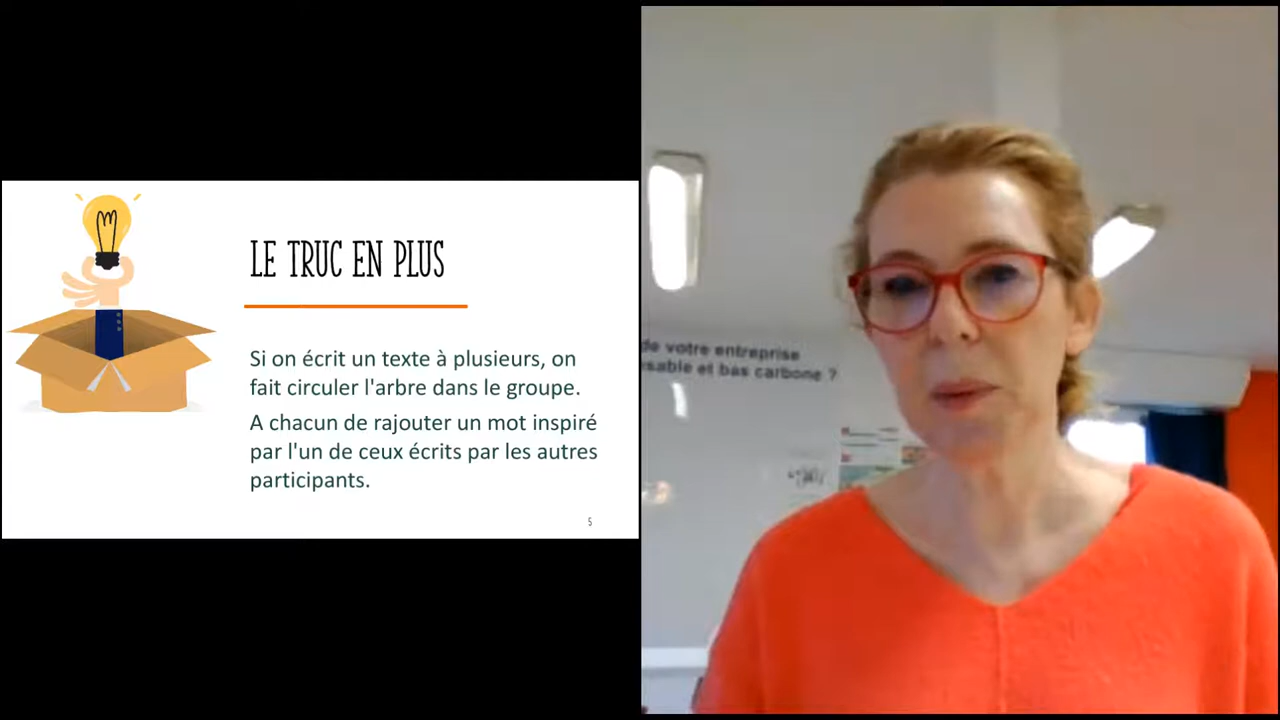 LE TRUC EN PLUS
Si on écrit un texte à plusieurs, on
fait circuler l'arbre dans le groupe.
A chacun de rajouter un mot inspiré
par l'un de ceux écrits par les autres
participants.
5
de votre entreprise
sable et bas carbone ?